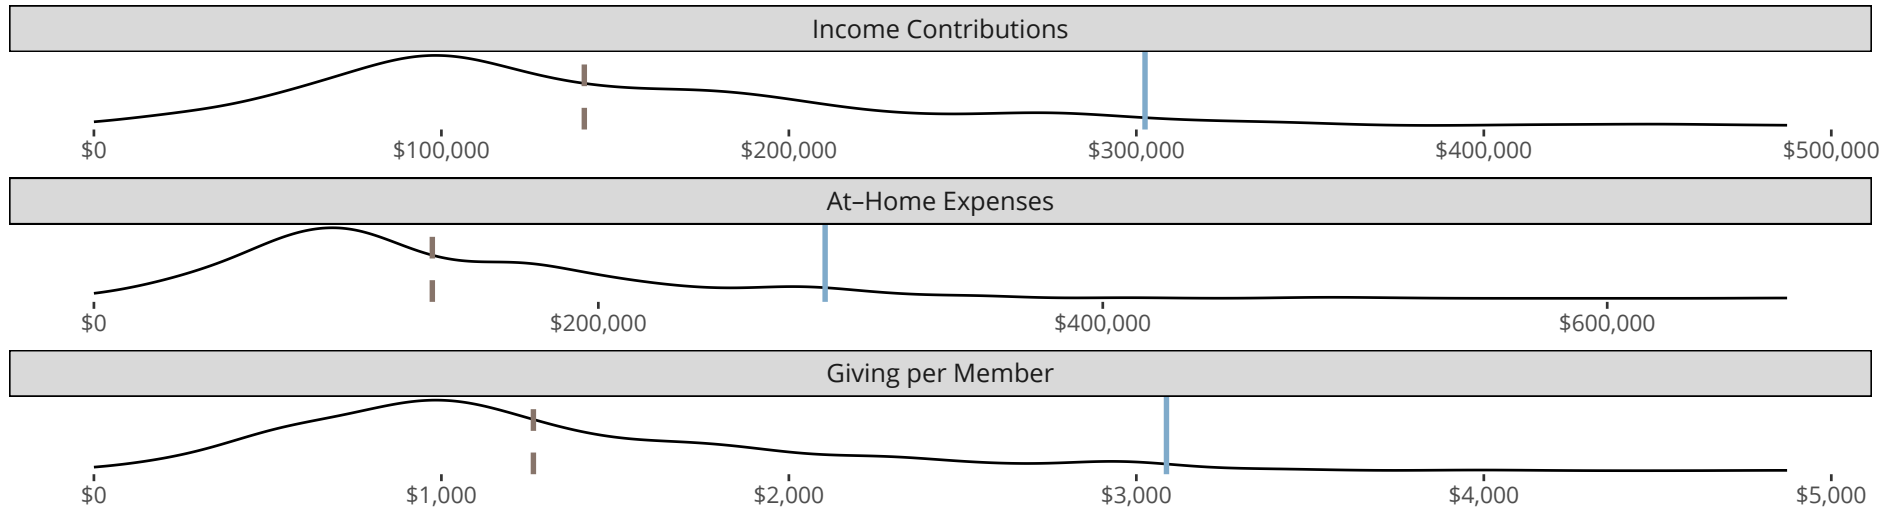 Income Contributions
$0 $100,000 $200,000 $300,000 $400,000 $500,000
At–Home Expenses
$0 $200,000 $400,000 $600,000
Giving per Member
$0 $1,000 $2,000 $3,000 $4,000 $5,000